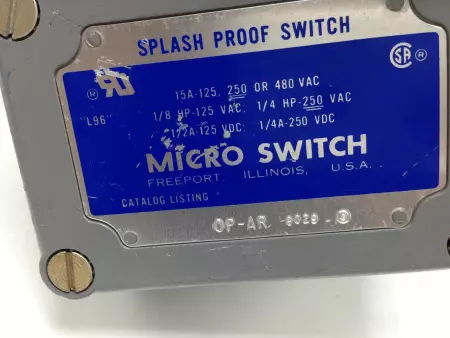 SPLASH PROOF SWITCH
15A-125, 250 OR 480 VAC
"L96" 1/8 HP-125 VAC. 1/4 HP-250 VAC
1/2A-125 VDC. 1/4A-250 VDC
MICRO SWITCH
FREEPORT, ILLINOIS, U.S.A.
CATALOG LISTING
OP-AR 9029